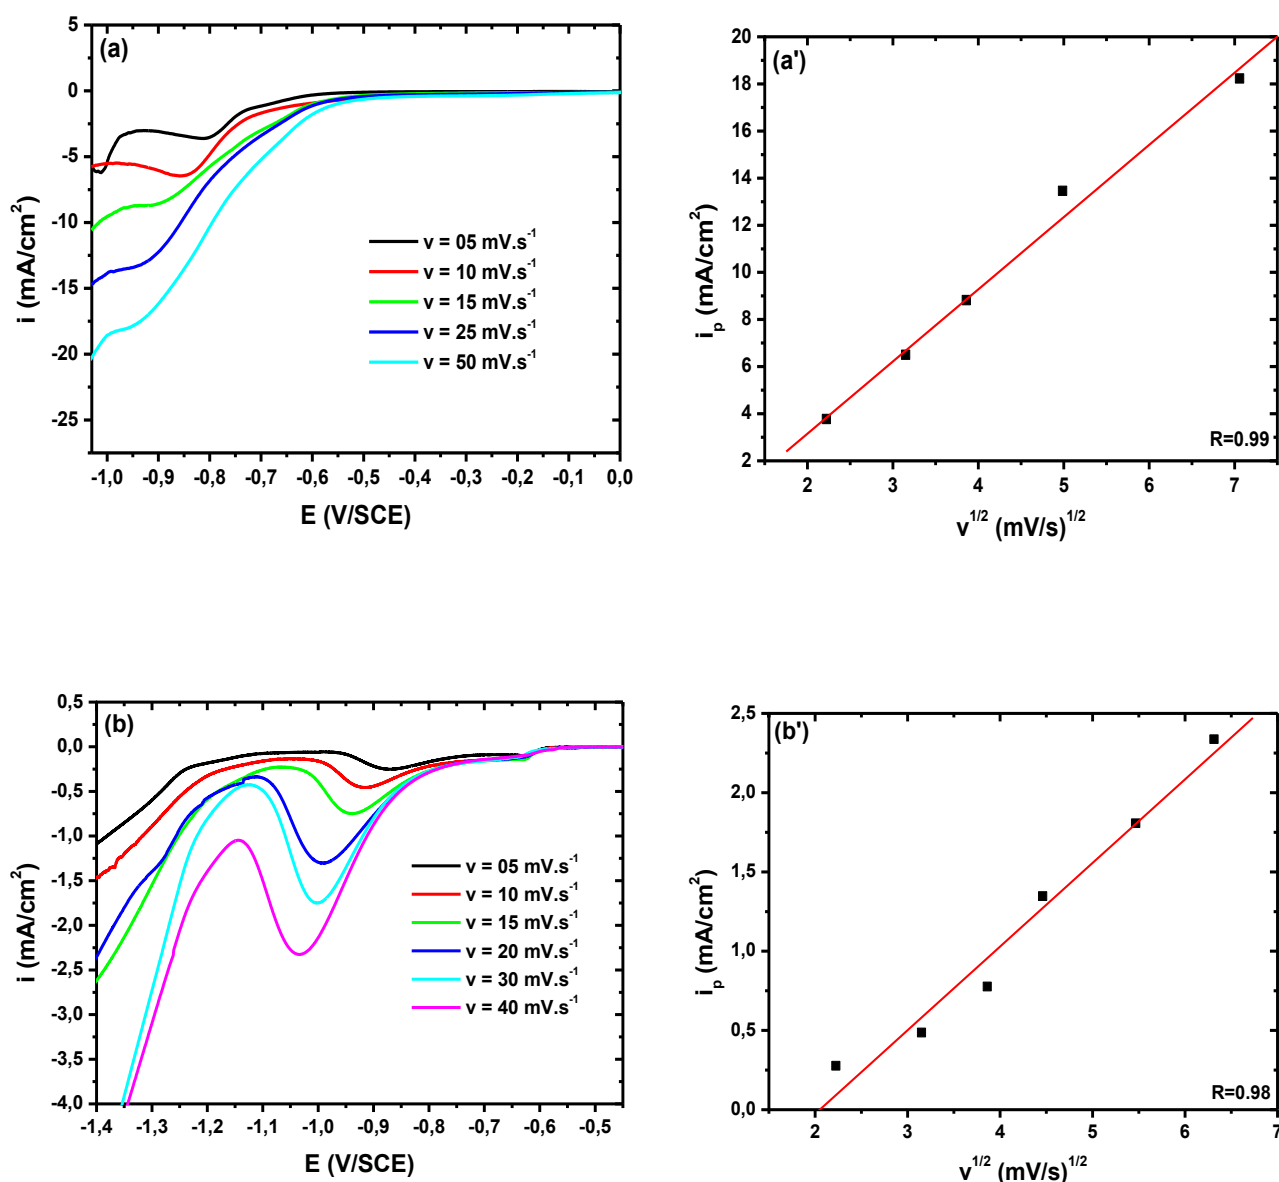 (a)
5
0
-5
-10
-15
-20
-25
i (mA/cm²)
v = 05 mV.s⁻¹
v = 10 mV.s⁻¹
v = 15 mV.s⁻¹
v = 25 mV.s⁻¹
v = 50 mV.s⁻¹
-1,0 -0,9 -0,8 -0,7 -0,6 -0,5 -0,4 -0,3 -0,2 -0,1 0,0
E (V/SCE)
(a')
20
18
16
14
12
10
8
6
4
2
iₚ (mA/cm²)
R=0.99
2 3 4 5 6 7
v¹/² (mV/s)¹/²
(b)
0,5
0,0
-0,5
-1,0
-1,5
-2,0
-2,5
-3,0
-3,5
-4,0
i (mA/cm²)
v = 05 mV.s⁻¹
v = 10 mV.s⁻¹
v = 15 mV.s⁻¹
v = 20 mV.s⁻¹
v = 30 mV.s⁻¹
v = 40 mV.s⁻¹
-1,4 -1,3 -1,2 -1,1 -1,0 -0,9 -0,8 -0,7 -0,6 -0,5
E (V/SCE)
(b')
2,5
2,0
1,5
1,0
0,5
0,0
iₚ (mA/cm²)
R=0.98
2 3 4 5 6 7
v¹/² (mV/s)¹/²